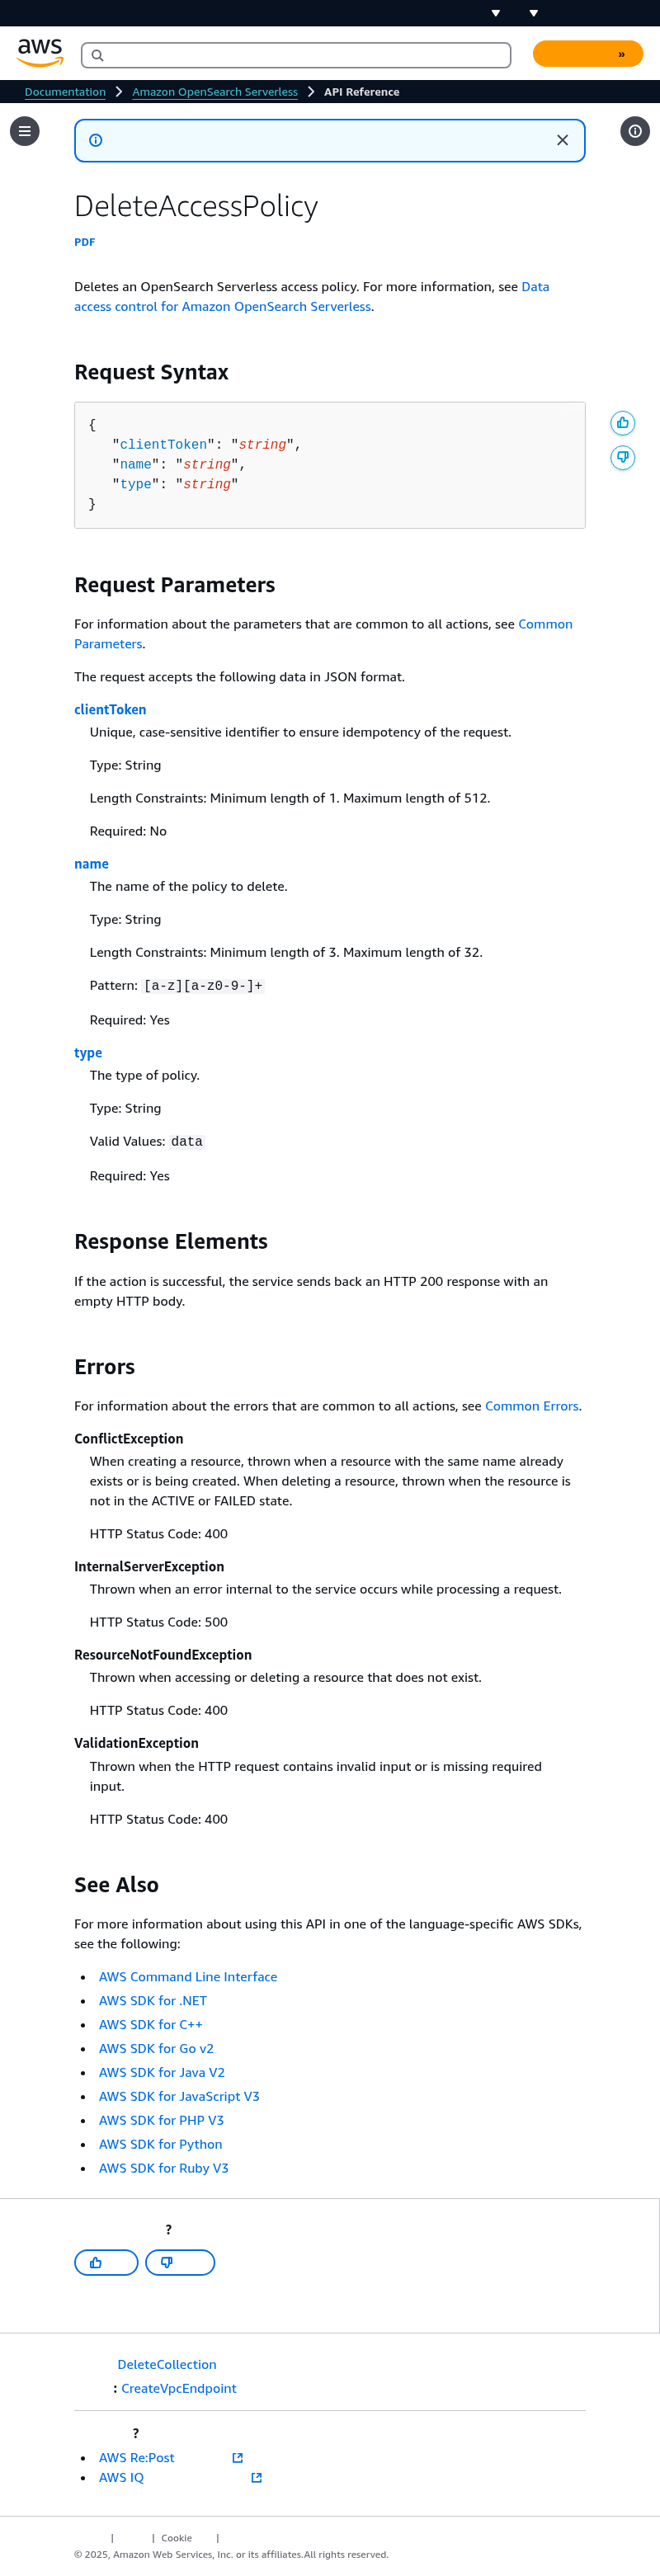 aws
»
Documentation
Amazon OpenSearch Serverless
API Reference
DeleteAccessPolicy
PDF
Deletes an OpenSearch Serverless access policy. For more information, see Data
access control for Amazon OpenSearch Serverless.
Request Syntax
{
"clientToken": "string",
"name": "string",
"type": "string"
}
Request Parameters
For information about the parameters that are common to all actions, see Common
Parameters.
The request accepts the following data in JSON format.
clientToken
Unique, case-sensitive identifier to ensure idempotency of the request.
Type: String
Length Constraints: Minimum length of 1. Maximum length of 512.
Required: No
name
The name of the policy to delete.
Type: String
Length Constraints: Minimum length of 3. Maximum length of 32.
Pattern: [a-z][a-z0-9-]+
Required: Yes
type
The type of policy.
Type: String
Valid Values: data
Required: Yes
Response Elements
If the action is successful, the service sends back an HTTP 200 response with an
empty HTTP body.
Errors
For information about the errors that are common to all actions, see Common Errors.
ConflictException
When creating a resource, thrown when a resource with the same name already
exists or is being created. When deleting a resource, thrown when the resource is
not in the ACTIVE or FAILED state.
HTTP Status Code: 400
InternalServerException
Thrown when an error internal to the service occurs while processing a request.
HTTP Status Code: 500
ResourceNotFoundException
Thrown when accessing or deleting a resource that does not exist.
HTTP Status Code: 400
ValidationException
Thrown when the HTTP request contains invalid input or is missing required
input.
HTTP Status Code: 400
See Also
For more information about using this API in one of the language-specific AWS SDKs,
see the following:
• AWS Command Line Interface
• AWS SDK for .NET
• AWS SDK for C++
• AWS SDK for Go v2
• AWS SDK for Java V2
• AWS SDK for JavaScript V3
• AWS SDK for PHP V3
• AWS SDK for Python
• AWS SDK for Ruby V3
?
DeleteCollection
: CreateVpcEndpoint
?
• AWS Re:Post
• AWS IQ
| | Cookie |
© 2025, Amazon Web Services, Inc. or its affiliates.All rights reserved.